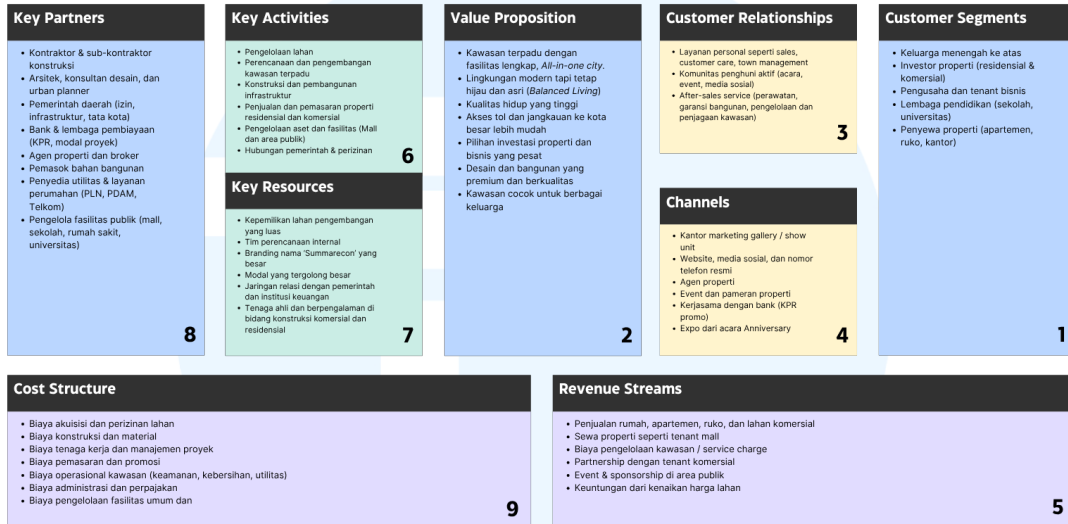 Key Partners
• Kontraktor & sub-kontraktor
konstruksi
• Arsitek, konsultan desain, dan
urban planner
• Pemerintah daerah (izin,
infrastruktur, tata kota)
• Bank & lembaga pembiayaan
(KPR, modal proyek)
• Agen properti dan broker
• Pemasok bahan bangunan
• Penyedia utilitas & layanan
perumahan (PLN, PDAM,
Telkom)
• Pengelola fasilitas publik (mall,
sekolah, rumah sakit,
universitas)
8
Key Activities
• Pengelolaan lahan
• Perencanaan dan pengembangan
kawasan terpadu
• Konstruksi dan pembangunan
infrastruktur
• Penjualan dan pemasaran properti
residensial dan komersial
• Pengelolaan aset dan fasilitas (Mall
dan area publik)
• Hubungan pemerintah & perizinan
6
Key Resources
• Kepemilikan lahan pengembangan
yang luas
• Tim perencanaan internal
• Branding nama 'Summarecon' yang
besar
• Modal yang tergolong besar
• Jaringan relasi dengan pemerintah
dan institusi keuangan
• Tenaga ahli dan berpengalaman di
bidang konstruksi komersial dan
residensial
7
Value Proposition
• Kawasan terpadu dengan
fasilitas lengkap, All-in-one city.
• Lingkungan modern tapi tetap
hijau dan asri (Balanced Living)
• Kualitas hidup yang tinggi
• Akses tol dan jangkauan ke kota
besar lebih mudah
• Pilihan investasi properti dan
bisnis yang pesat
• Desain dan bangunan yang
premium dan berkualitas
• Kawasan cocok untuk berbagai
keluarga
2
Customer Relationships
• Layanan personal seperti sales,
customer care, town management
• Komunitas penghuni aktif (acara,
event, media sosial)
• After-sales service (perawatan,
garansi bangunan, pengelolaan dan
penjagaan kawasan)
3
Channels
• Kantor marketing gallery / show
unit
• Website, media sosial, dan nomor
telefon resmi
• Agen properti
• Event dan pameran properti
• Kerjasama dengan bank (KPR
promo)
• Expo dari acara Anniversary
4
Customer Segments
• Keluarga menengah ke atas
• Investor properti (residential &
komersial)
• Pengusaha dan tenant bisnis
• Lembaga pendidikan (sekolah,
universitas)
• Penyewa properti (apartemen,
ruko, kantor)
1
Cost Structure
• Biaya akuisisi dan perizinan lahan
• Biaya konstruksi dan material
• Biaya tenaga kerja dan manajemen proyek
• Biaya pemasaran dan promosi
• Biaya operasional kawasan (keamanan, kebersihan, utilitas)
• Biaya administrasi dan perpajakan
• Biaya pengelolaan fasilitas umum dan
9
Revenue Streams
• Penjualan rumah, apartemen, ruko, dan lahan komersial
• Sewa properti seperti tenant mall
• Biaya pengelolaan kawasan / service charge
• Partnership dengan tenant komersial
• Event & sponsorship di area publik
• Keuntungan dari kenaikan harga lahan
5